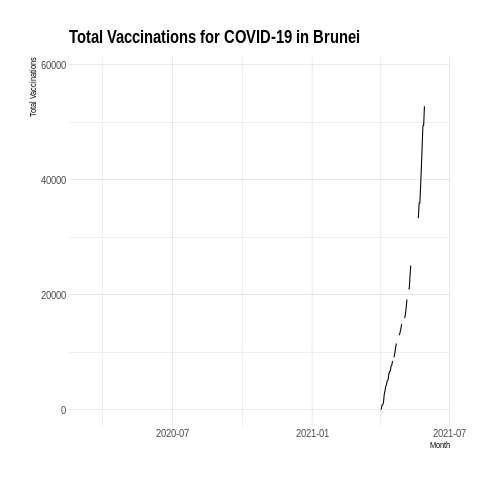 Total Vaccinations for COVID-19 in Brunei
Total Vaccinations
60000
40000
20000
0
2020-07
2021-01
2021-07
Month